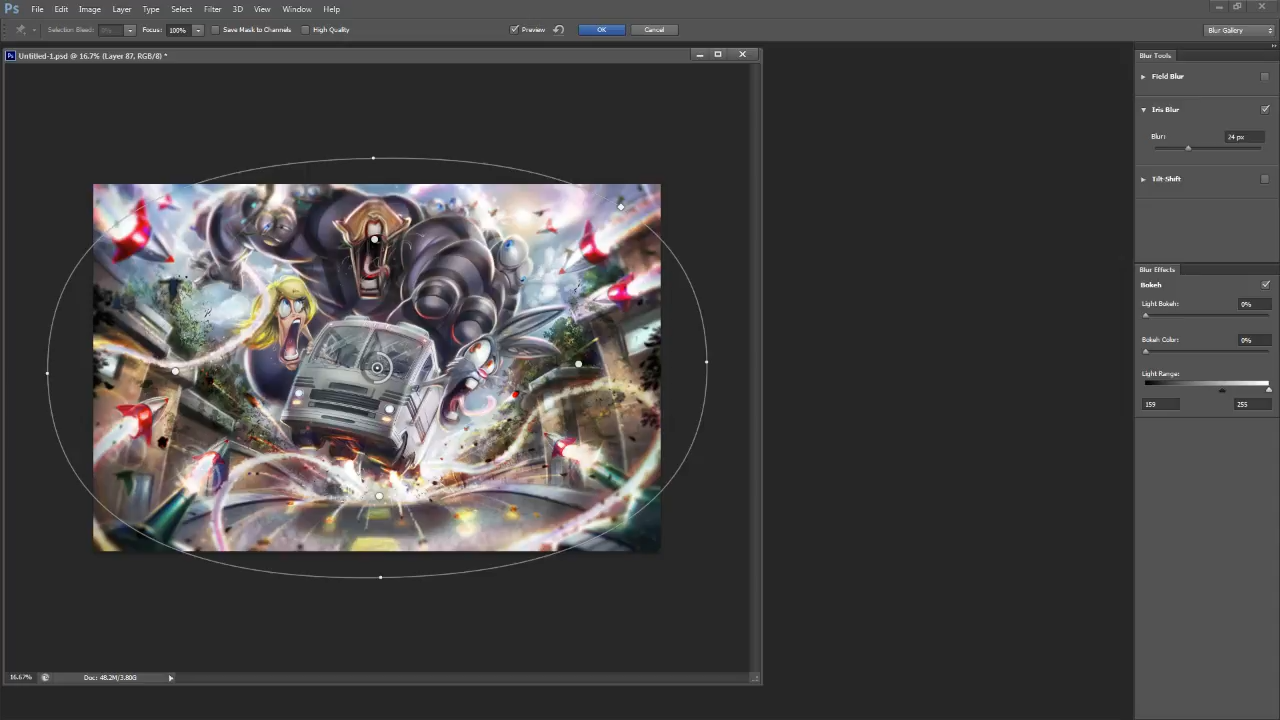 Ps File Edit Image Layer Type Select Filter 3D View Window Help
Selection Bleed: Focus: 100% Save Mask to Channels High Quality Preview OK Cancel Blur Gallery
Ps Untitled-1.psd @ 16.7% (Layer 87, RGB/8) *
Blur Tools
Field Blur
Iris Blur
Blur: 24 px
Tilt-Shift
Blur Effects
Bokeh
Light Bokeh: 0%
Bokeh Color: 0%
Light Range:
159 255
16.67% Doc: 48.2M/3.80G